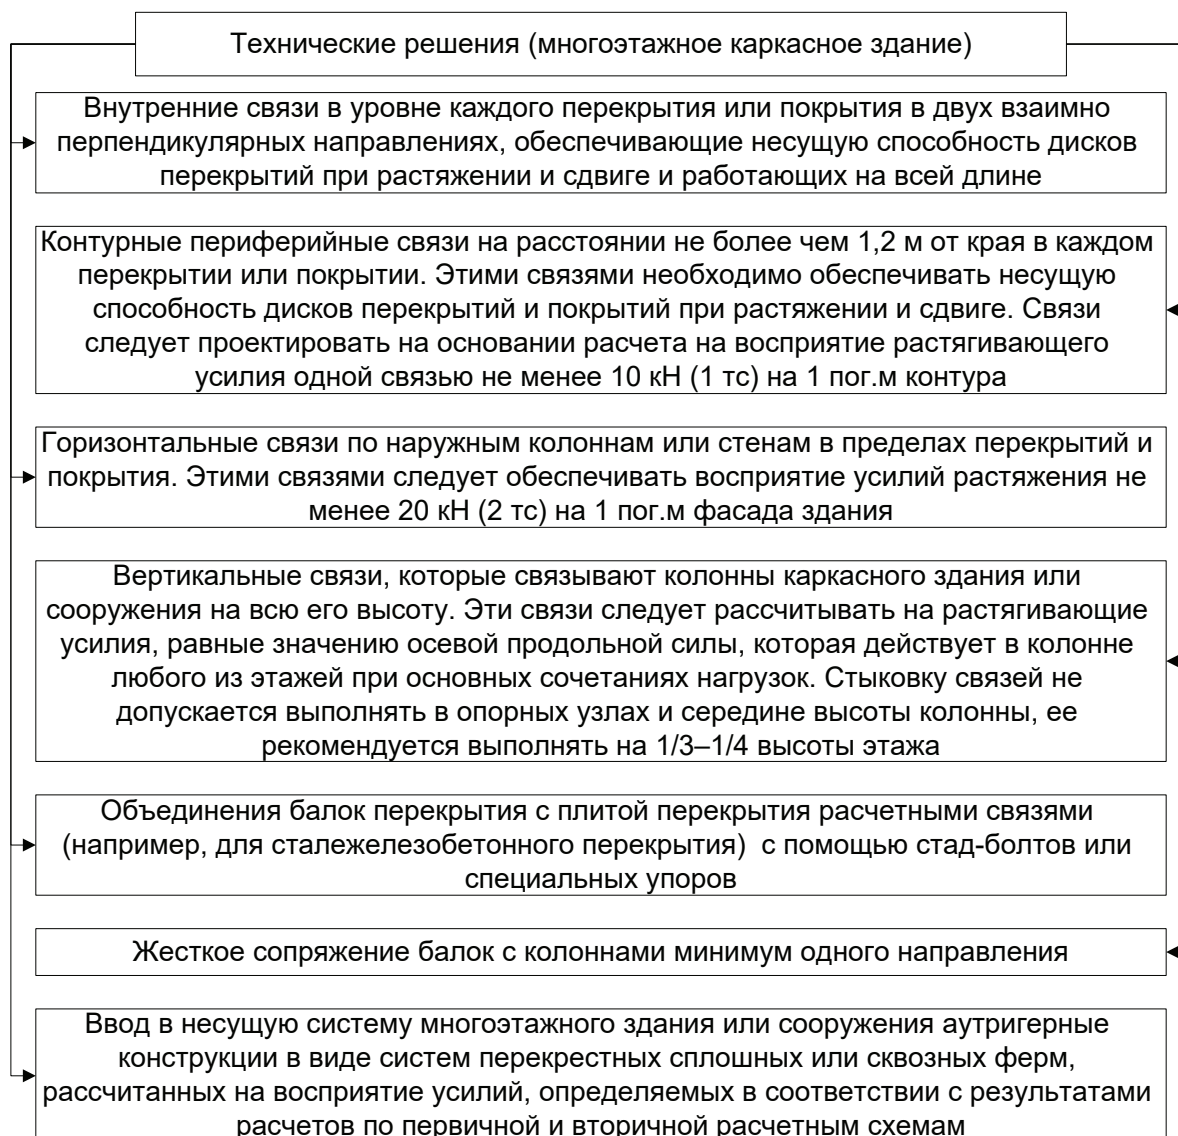 Технические решения (многоэтажное каркасное здание)
Внутренние связи в уровне каждого перекрытия или покрытия в двух взаимно
перпендикулярных направлениях, обеспечивающие несущую способность дисков
перекрытий при растяжении и сдвиге и работающих на всей длине
Контурные периферийные связи на расстоянии не более чем 1,2 м от края в каждом
перекрытии или покрытии. Этими связями необходимо обеспечивать несущую
способность дисков перекрытий и покрытий при растяжении и сдвиге. Связи
следует проектировать на основании расчета на восприятие растягивающего
усилия одной связью не менее 10 кН (1 тс) на 1 пог.м контура
Горизонтальные связи по наружным колоннам или стенам в пределах перекрытий и
покрытия. Этими связями следует обеспечивать восприятие усилий растяжения не
менее 20 кН (2 тс) на 1 пог.м фасада здания
Вертикальные связи, которые связывают колонны каркасного здания или
сооружения на всю его высоту. Эти связи следует рассчитывать на растягивающие
усилия, равные значению осевой продольной силы, которая действует в колонне
любого из этажей при основных сочетаниях нагрузок. Стыковку связей не
допускается выполнять в опорных узлах и середине высоты колонны, ее
рекомендуется выполнять на 1/3–1/4 высоты этажа
Объединения балок перекрытия с плитой перекрытия расчетными связями
(например, для сталежелезобетонного перекрытия) с помощью стад-болтов или
специальных упоров
Жесткое сопряжение балок с колоннами минимум одного направления
Ввод в несущую систему многоэтажного здания или сооружения аутригерные
конструкции в виде систем перекрестных сплошных или сквозных ферм,
рассчитанных на восприятие усилий, определяемых в соответствии с результатами
расчетов по первичной и вторичной расчетным схемам